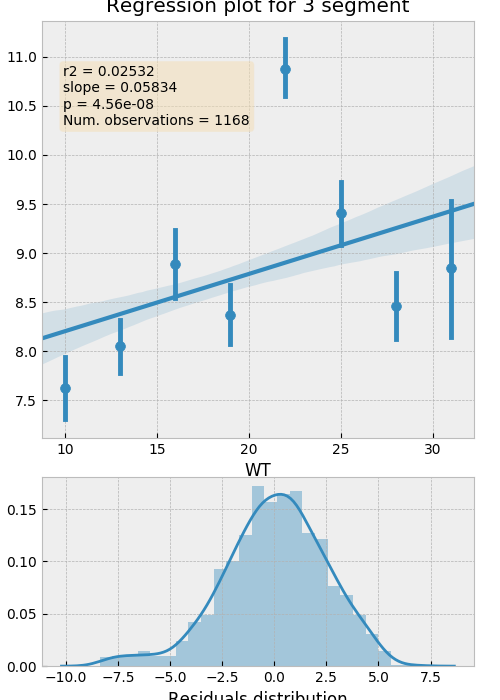 Regression plot for 3 segment
11.0
10.5
10.0
9.5
9.0
8.5
8.0
7.5
r2 = 0.02532
slope = 0.05834
p = 4.56e-08
Num. observations = 1168
10 15 20 25 30
WT
0.15
0.10
0.05
0.00
−10.0 −7.5 −5.0 −2.5 0.0 2.5 5.0 7.5
Residuals distribution